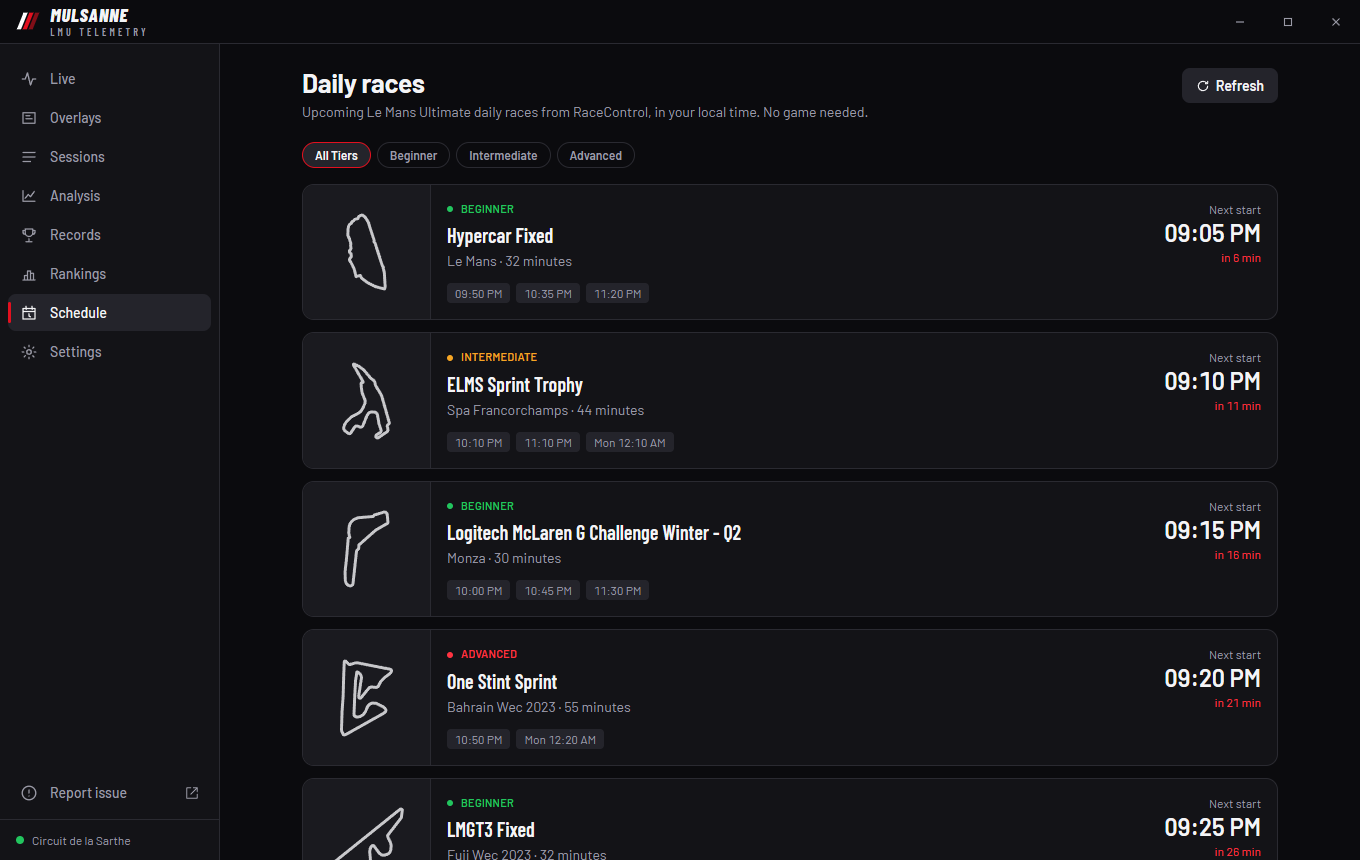 MULSANNE
LMU TELEMETRY
Live
Overlays
Sessions
Analysis
Records
Rankings
Schedule
Settings
Report issue
Circuit de la Sarthe
Daily races
Upcoming Le Mans Ultimate daily races from RaceControl, in your local time. No game needed.
Refresh
All Tiers Beginner Intermediate Advanced
BEGINNER
Hypercar Fixed
Le Mans · 32 minutes
09:50 PM 10:35 PM 11:20 PM
Next start
09:05 PM
in 6 min
INTERMEDIATE
ELMS Sprint Trophy
Spa Francorchamps · 44 minutes
10:10 PM 11:10 PM Mon 12:10 AM
Next start
09:10 PM
in 11 min
BEGINNER
Logitech McLaren G Challenge Winter - Q2
Monza · 30 minutes
10:00 PM 10:45 PM 11:30 PM
Next start
09:15 PM
in 16 min
ADVANCED
One Stint Sprint
Bahrain Wec 2023 · 55 minutes
10:50 PM Mon 12:20 AM
Next start
09:20 PM
in 21 min
BEGINNER
LMGT3 Fixed
Fuji Wec 2023 · 32 minutes
Next start
09:25 PM
in 26 min